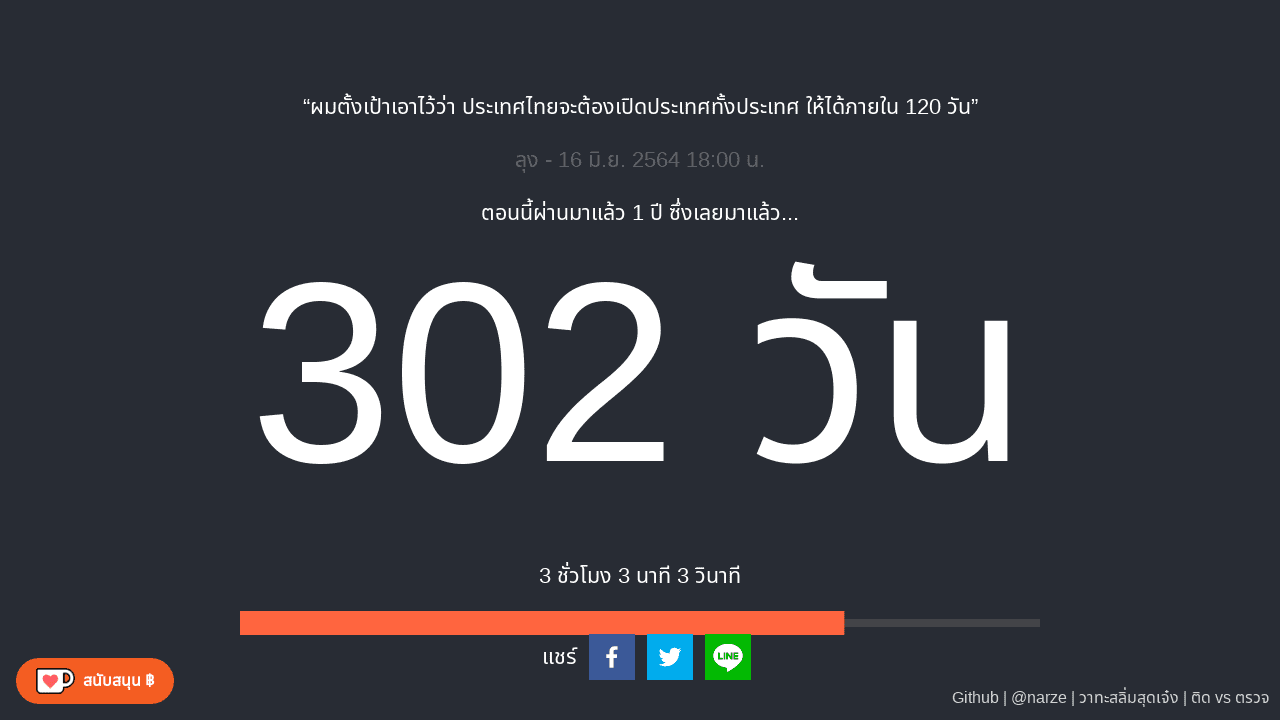 “ผมตั้งเป้าเอาไว้ว่า ประเทศไทยจะต้องเปิดประเทศทั้งประเทศ ให้ได้ภายใน 120 วัน”
ลุง - 16 มิ.ย. 2564 18:00 น.
ตอนนี้ผ่านมาแล้ว 1 ปี ซึ่งเลยมาแล้ว...
302 วัน
3 ชั่วโมง 3 นาที 3 วินาที
แชร์
LINE
สนับสนุน ฿
Github | @narze | วาทะสลิ่มสุดเจ๋ง | ติด vs ตรวจ